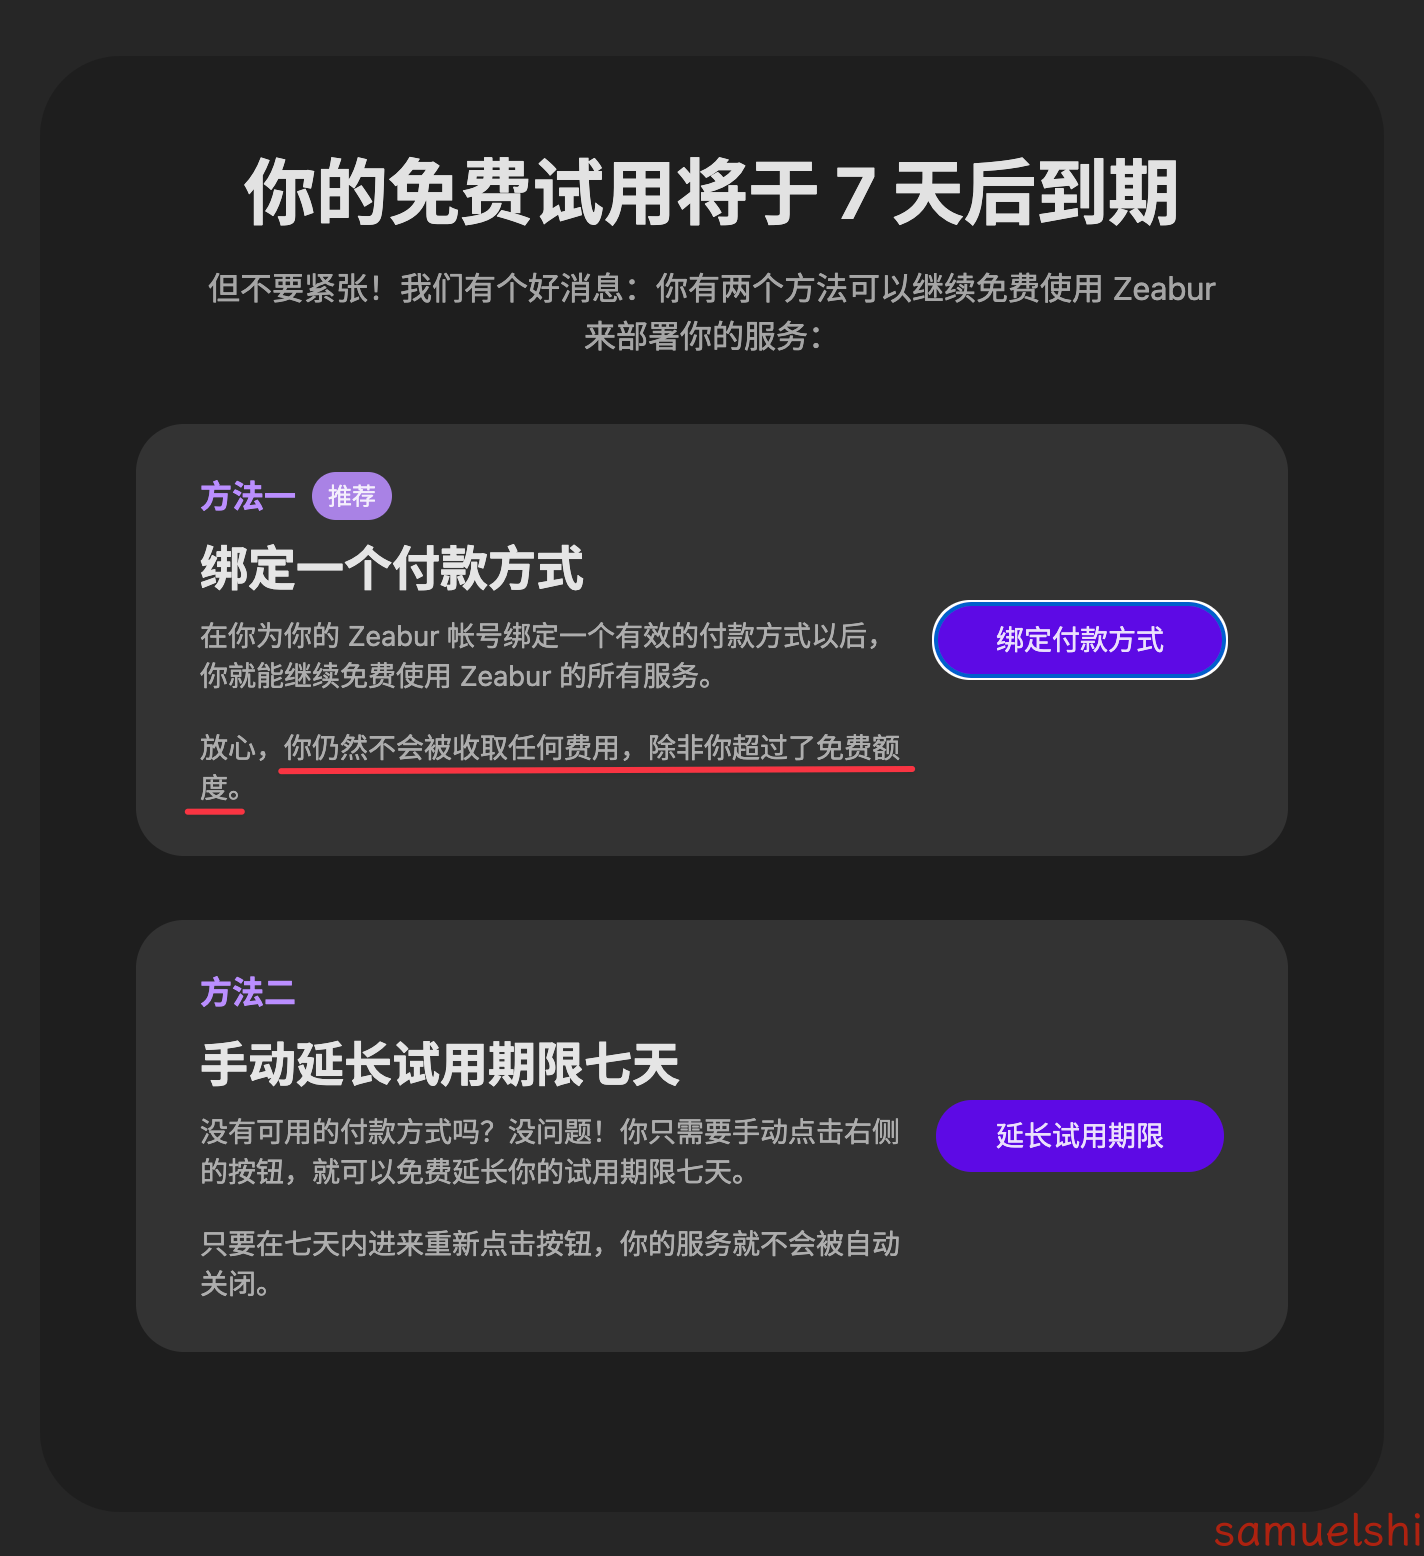 你的免费试用将于 7 天后到期
但不要紧张！我们有个好消息：你有两个方法可以继续免费使用 Zeabur
来部署你的服务：
方法一 推荐
绑定一个付款方式
在你为你的 Zeabur 帐号绑定一个有效的付款方式以后，
你就能继续免费使用 Zeabur 的所有服务。
绑定付款方式
放心，你仍然不会被收取任何费用，除非你超过了免费额
度。
方法二
手动延长试用期限七天
没有可用的付款方式吗？没问题！你只需要手动点击右侧
的按钮，就可以免费延长你的试用期限七天。
延长试用期限
只要在七天内进来重新点击按钮，你的服务就不会被自动
关闭。
samuelshi